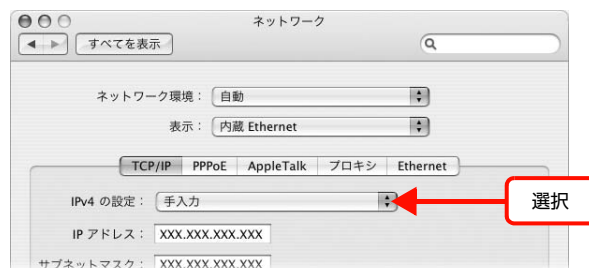 ネットワーク
すべてを表示
ネットワーク環境： 自動
表示： 内蔵 Ethernet
TCP/IP PPPoE AppleTalk プロキシ Ethernet
IPv4 の設定： 手入力
選択
IP アドレス： XXX.XXX.XXX.XXX
サブネットマスク： XXX.XXX.XXX.XXX